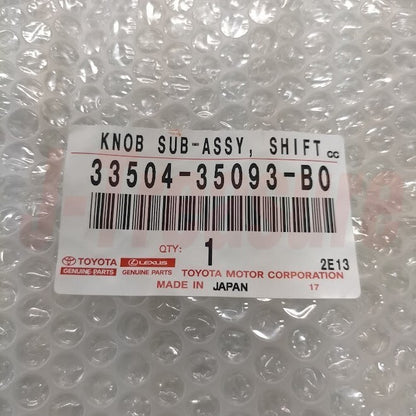 KNOB SUB-ASSY, SHIFT CC
33504-35093-B0
QTY: 1
TOYOTA LEXUS 2E13
GENUINE PARTS GENUINE PARTS TOYOTA MOTOR CORPORATION
MADE IN JAPAN 17